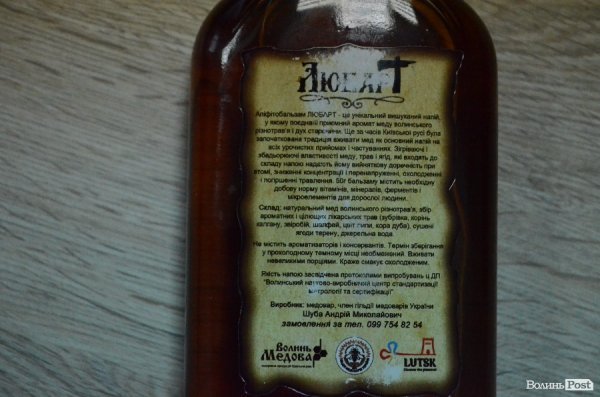 ЛЮБАРТ
Апіфітобальзам ЛЮБАРТ - це унікальний вишуканий напій,
у якому поєднані приємний аромат меду волинського
різнотрав'я і дух старовини. Ще за часів Київської русі була
започаткована традиція вживати мед як основний напій на
всіх урочистих прийомах і частуваннях. Зігріваючі і
збадьорюючі властивості меду, трав і ягід, які входять до
складу напою надають йому виняткову доречність при
втомі, зниженні концентрації і перенапруженні, охолодженні
і погіршенні травлення. 50г бальзаму містить необхідну
добову норму вітамінів, мінералів, ферментів і
мікроелементів для дорослої людини.
Склад: натуральний мед волинського різнотрав'я, збір
ароматних і цілющих лікарських трав (зубрівка, корінь
калгану, звіробій, шалфей, цвіт липи, кора дуба), сушені
ягоди терену, джерельна вода.
Не містить ароматизаторів і консервантів. Термін зберігання
у прохолодному темному місці необмежений. Вживати
невеликими порціями. Краще смакує охолодженим.
Якість напою засвідчена протоколами випробувань ц ДП
"Волинський науково-виробничий центр стандартизації
метрології та сертифікації"
Виробник: медовар, член гільдії медоварів України
Шуба Андрій Миколайович
замовлення за тел. 099 754 82 54
Волинь
Медова
LUTSK
ВолиньPost